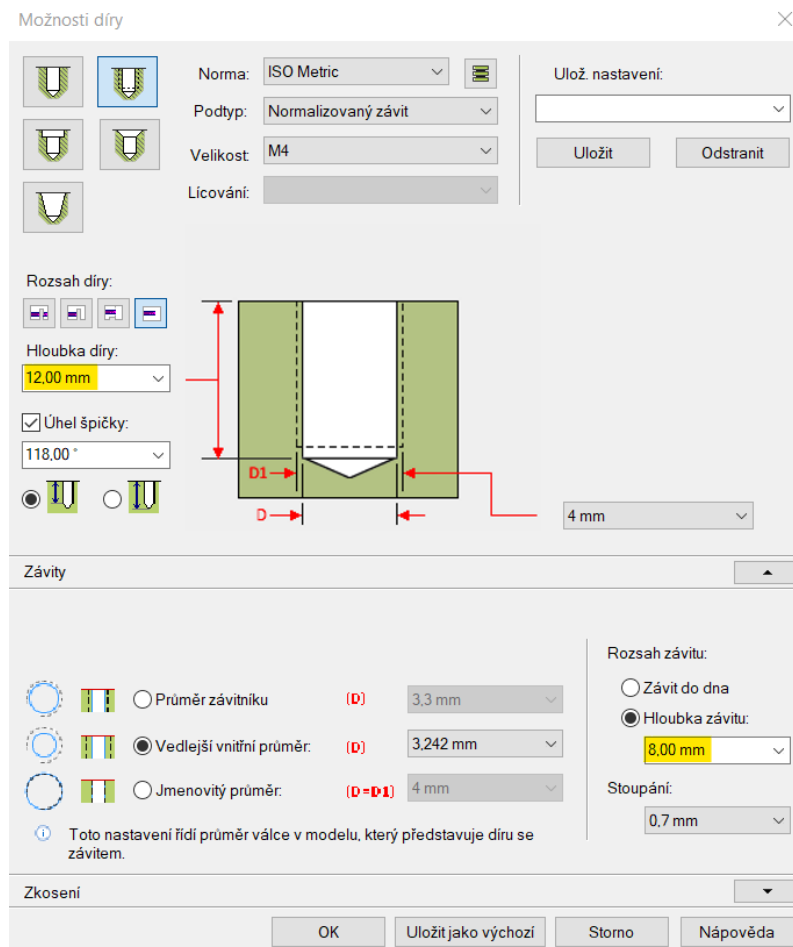 Možnosti díry
Norma: ISO Metric
Podtyp: Normalizovaný závit
Velikost: M4
Lícování:
Ulož. nastavení:
Uložit Odstranit
Rozsah díry:
Hloubka díry:
12,00 mm
Úhel špičky:
118,00 °
D1
D
4 mm
Závity
Průměr závitníku (D) 3,3 mm
Vedlejší vnitřní průměr: (D) 3,242 mm
Jmenovitý průměr: (D=D1) 4 mm
Toto nastavení řídí průměr válce v modelu, který představuje díru se
závitem.
Rozsah závitu:
Závit do dna
Hloubka závitu:
8,00 mm
Stoupání:
0,7 mm
Zkosení
OK Uložit jako výchozí Storno Nápověda